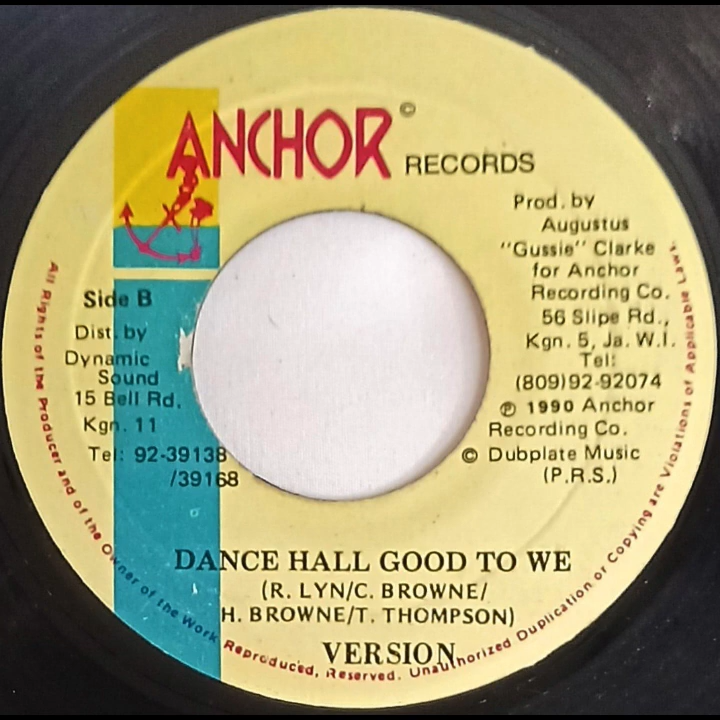 ANCHOR © RECORDS
Prod. by
Augustus
"Gussie" Clarke
for Anchor
Recording Co.
56 Slipe Rd.,
Kgn. 5, Ja. W.I.
Tel:
(809)92-92074
℗ 1990 Anchor
Recording Co.
© Dubplate Music
(P.R.S.)
Side B
Dist. by
Dynamic
Sound
15 Bell Rd.
Kgn. 11
Tel: 92-39138
/39168
DANCE HALL GOOD TO WE
(R. LYN/C. BROWNE/
H. BROWNE/T. THOMPSON)
VERSION
All Rights of the Producer and of the Owner of the Work Reproduced, Reserved. Unauthorized Duplication or Copying are Violations of Applicable Laws.